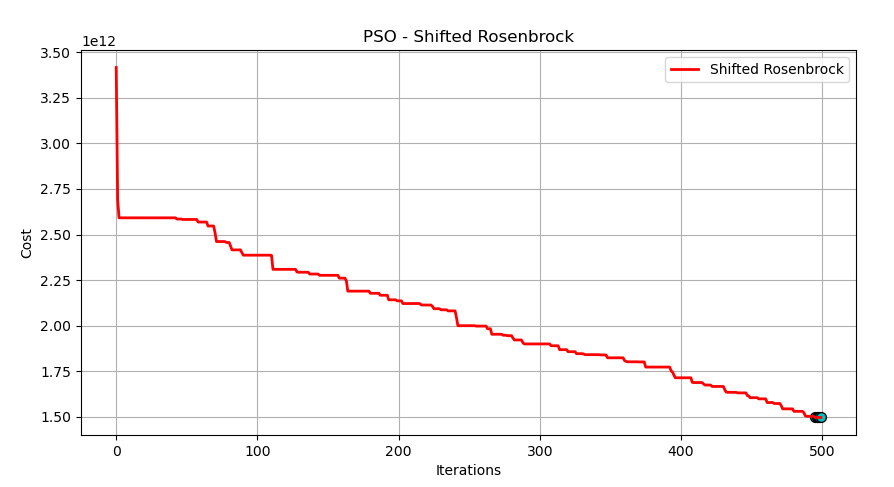 PSO - Shifted Rosenbrock
1e12
Shifted Rosenbrock
3.50
3.25
3.00
2.75
2.50
2.25
2.00
1.75
1.50
Cost
0 100 200 300 400 500
Iterations